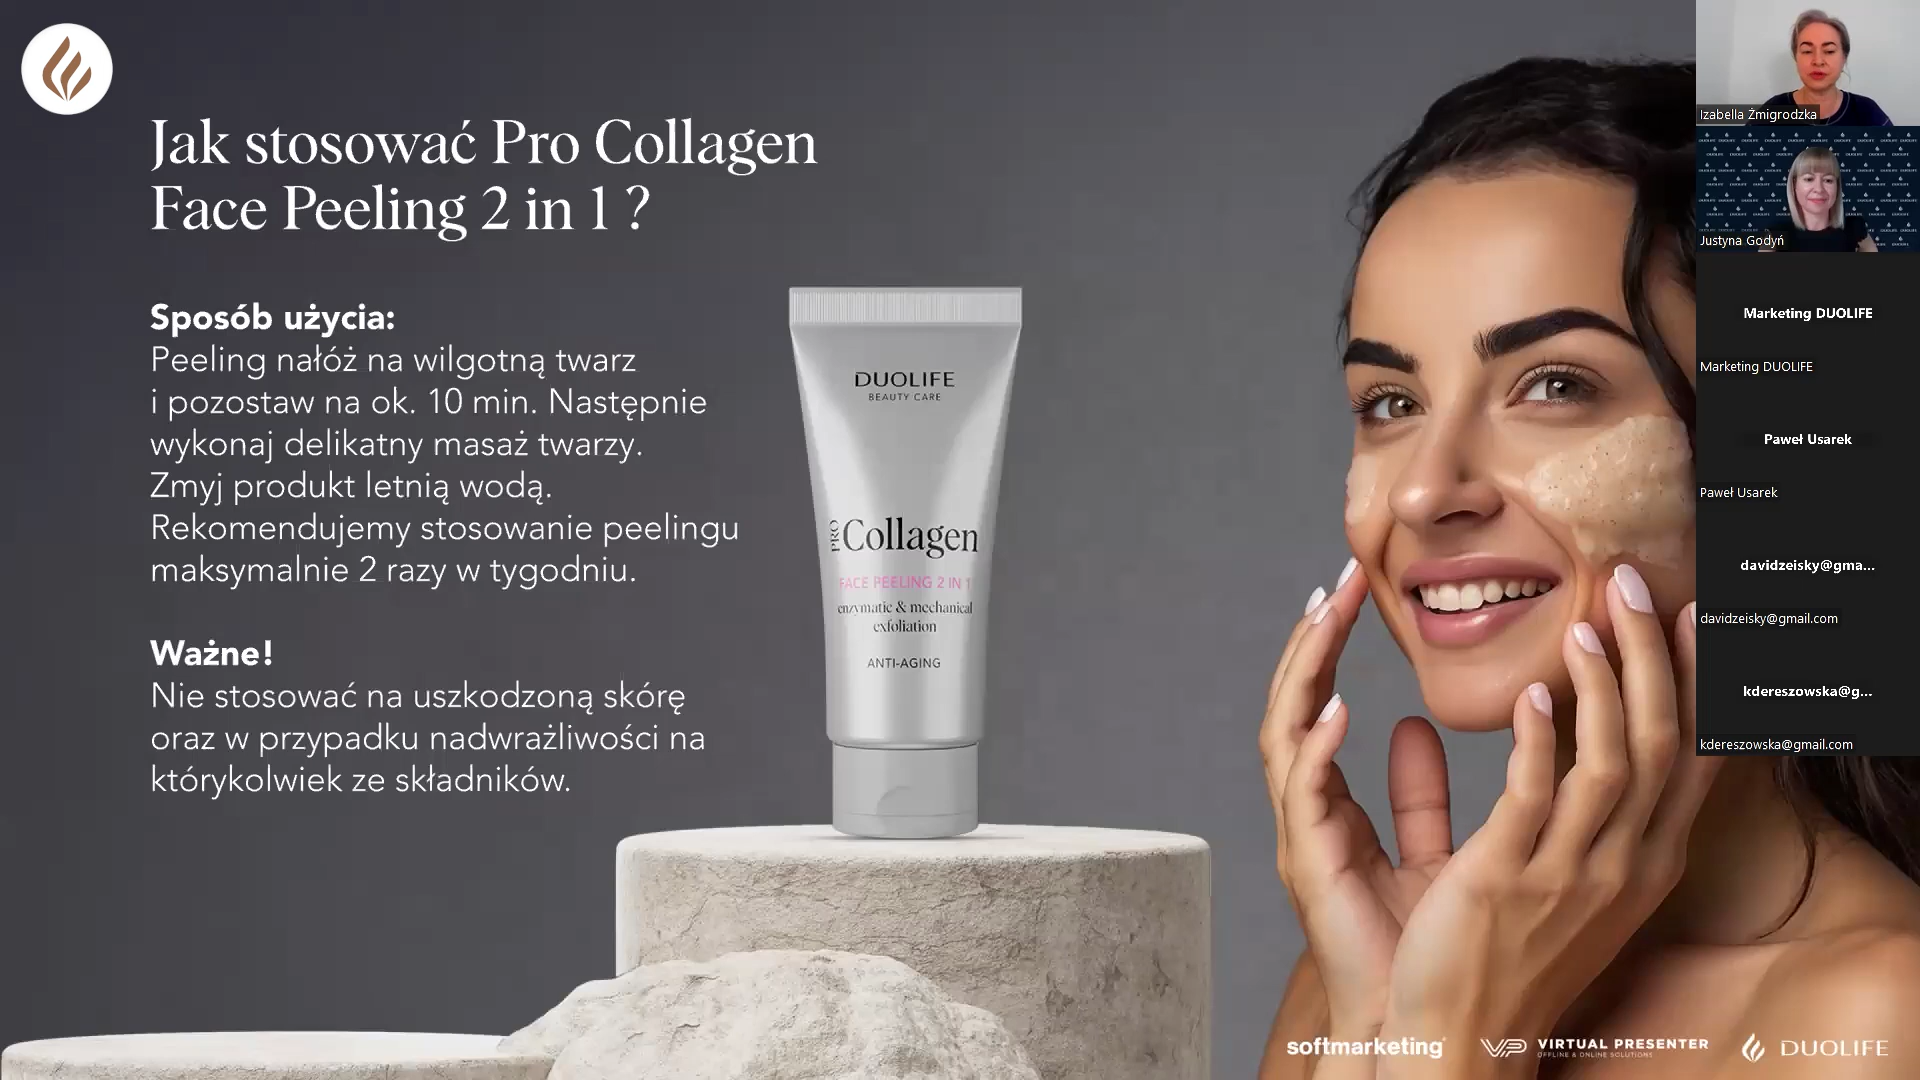 Jak stosować Pro Collagen
Face Peeling 2 in 1 ?
Sposób użycia:
Peeling nałóż na wilgotną twarz
i pozostaw na ok. 10 min. Następnie
wykonaj delikatny masaż twarzy.
Zmyj produkt letnią wodą.
Rekomendujemy stosowanie peelingu
maksymalnie 2 razy w tygodniu.
Ważne!
Nie stosować na uszkodzoną skórę
oraz w przypadku nadwrażliwości na
którykolwiek ze składników.
DUOLIFE
BEAUTY CARE
PRO Collagen
FACE PEELING 2 IN 1
enzymatic & mechanical
exfoliation
ANTI-AGING
Izabella Żmigrodzka
Justyna Godyń
Marketing DUOLIFE
Marketing DUOLIFE
Paweł Usarek
Paweł Usarek
davidzeisky@gma...
davidzeisky@gmail.com
kdereszowska@g...
kdereszowska@gmail.com
softmarketing
VP VIRTUAL PRESENTER
OFFLINE & ONLINE SOLUTIONS
DUOLIFE